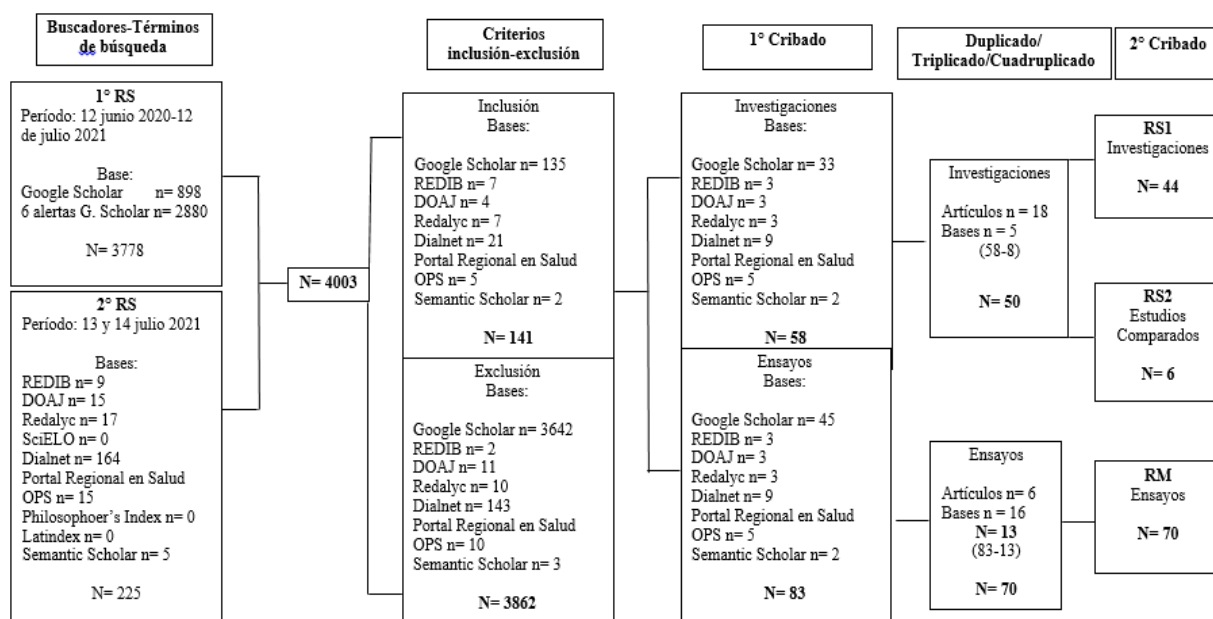 Buscadores-Términos
de búsqueda
1° RS
Período: 12 junio 2020-12
de julio 2021
Base:
Google Scholar n= 898
6 alertas G. Scholar n= 2880
N= 3778
2° RS
Período: 13 y 14 julio 2021
Bases:
REDIB n= 9
DOAJ n= 15
Redalyc n= 17
SciELO n= 0
Dialnet n= 164
Portal Regional en Salud
OPS n= 15
Philosophoer’s Index n= 0
Latindex n= 0
Semantic Scholar n= 5
N= 225
N= 4003
Criterios
inclusión-exclusión
Inclusión
Bases:
Google Scholar n= 135
REDIB n= 7
DOAJ n= 4
Redalyc n= 7
Dialnet n= 21
Portal Regional en Salud
OPS n= 5
Semantic Scholar n= 2
N= 141
Exclusión
Bases:
Google Scholar n= 3642
REDIB n= 2
DOAJ n= 11
Redalyc n= 10
Dialnet n= 143
Portal Regional en Salud
OPS n= 10
Semantic Scholar n= 3
N= 3862
1° Cribado
Investigaciones
Bases:
Google Scholar n= 33
REDIB n= 3
DOAJ n= 3
Redalyc n= 3
Dialnet n= 9
Portal Regional en Salud
OPS n= 5
Semantic Scholar n= 2
N= 58
Ensayos
Bases:
Google Scholar n= 45
REDIB n= 3
DOAJ n= 3
Redalyc n= 3
Dialnet n= 9
Portal Regional en Salud
OPS n= 5
Semantic Scholar n= 2
N= 83
Duplicado/
Triplicado/Cuadruplicado
Investigaciones
Artículos n = 18
Bases n = 5
(58-8)
N= 50
Ensayos
Artículos n= 6
Bases n = 16
N= 13
(83-13)
N= 70
2° Cribado
RS1
Investigaciones
N= 44
RS2
Estudios
Comparados
N= 6
RM
Ensayos
N= 70